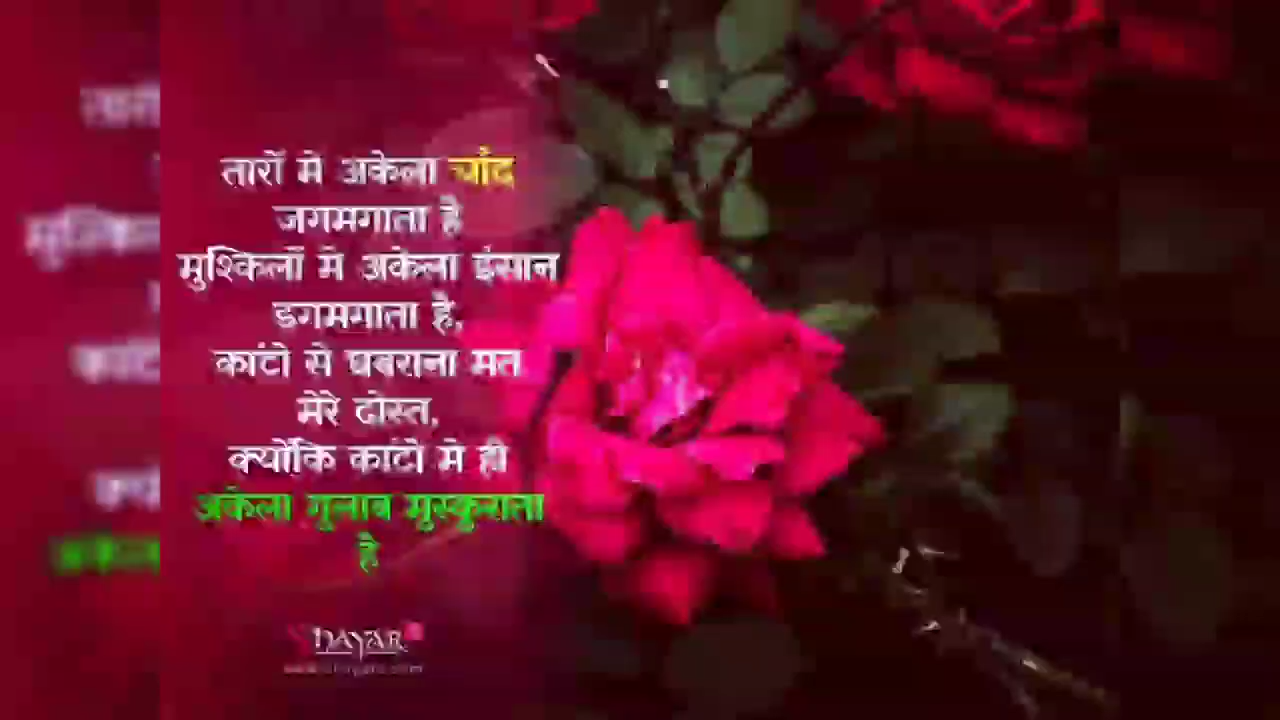 तारों में अकेला चाँद
जगमगाता है
मुश्किलों में अकेला इंसान
डगमगाता है,
कांटो से घबराना मत
मेरे दोस्त,
क्योंकि कांटो में ही
अकेला गुलाब मुस्कुराता
है